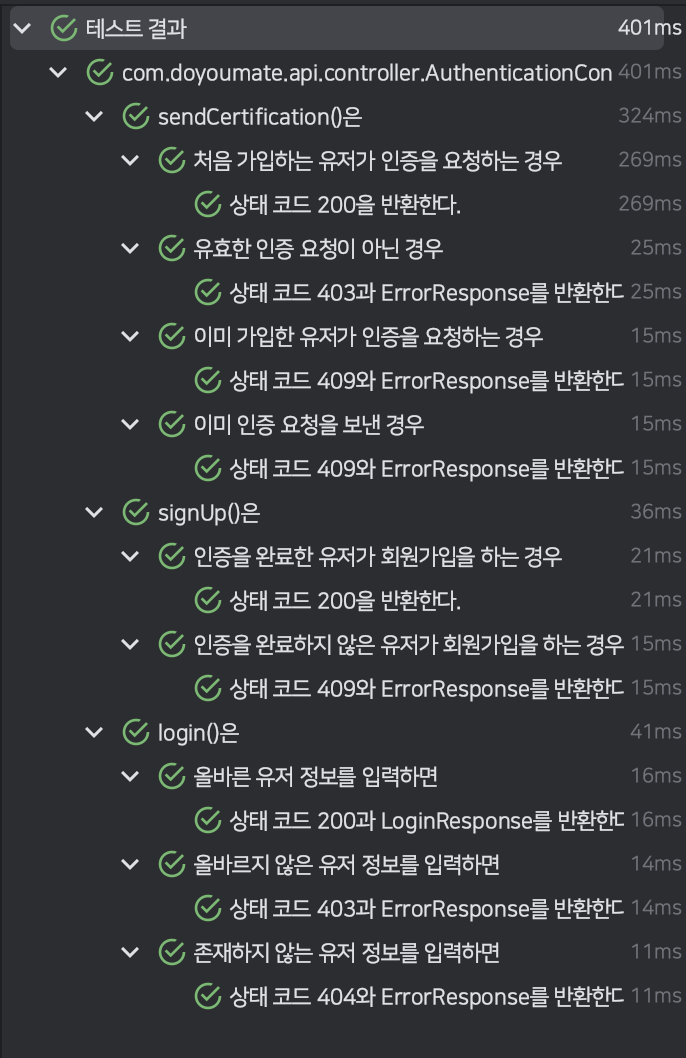 테스트 결과 401ms
com.doyoumate.api.controller.AuthenticationCon 401ms
sendCertification()은 324ms
처음 가입하는 유저가 인증을 요청하는 경우 269ms
상태 코드 200을 반환한다. 269ms
유효한 인증 요청이 아닌 경우 25ms
상태 코드 403과 ErrorResponse를 반환한다 25ms
이미 가입한 유저가 인증을 요청하는 경우 15ms
상태 코드 409와 ErrorResponse를 반환한다 15ms
이미 인증 요청을 보낸 경우 15ms
상태 코드 409와 ErrorResponse를 반환한다 15ms
signUp()은 36ms
인증을 완료한 유저가 회원가입을 하는 경우 21ms
상태 코드 200을 반환한다. 21ms
인증을 완료하지 않은 유저가 회원가입을 하는 경우 15ms
상태 코드 409와 ErrorResponse를 반환한다 15ms
login()은 41ms
올바른 유저 정보를 입력하면 16ms
상태 코드 200과 LoginResponse를 반환한다 16ms
올바르지 않은 유저 정보를 입력하면 14ms
상태 코드 403과 ErrorResponse를 반환한다 14ms
존재하지 않는 유저 정보를 입력하면 11ms
상태 코드 404와 ErrorResponse를 반환한다 11ms